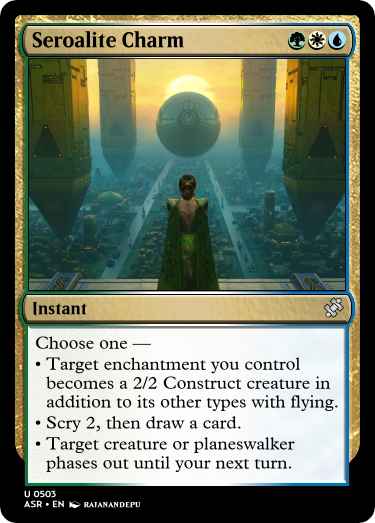 Seroalite Charm
Instant
Choose one —
• Target enchantment you control
becomes a 2/2 Construct creature in
addition to its other types with flying.
• Scry 2, then draw a card.
• Target creature or planeswalker
phases out until your next turn.
U 0503
ASR • EN RAJANANDEPU